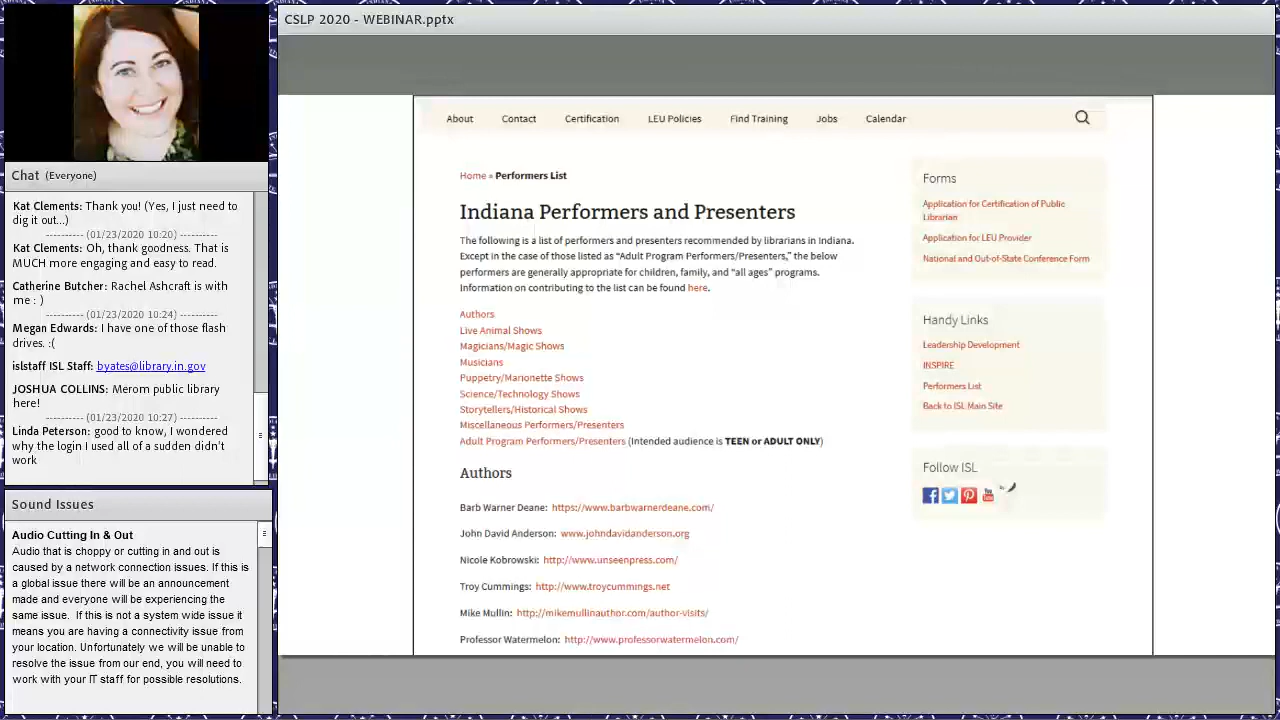 CSLP 2020 - WEBINAR.pptx
Chat (Everyone)
Kat Clements: Thank you! (Yes, I just need to
dig it out...)
---------- (01/23/2020 10:20) ----------
Kat Clements: Oh, thank goodness. That is
MUCH more engaging and easy to read.
Catherine Butcher: Rachel Ashcraft is with
me : )
---------- (01/23/2020 10:24) ----------
Megan Edwards: I have one of those flash
drives. :(
islstaff ISL Staff: byates@library.in.gov
JOSHUA COLLINS: Merom public library
here!
---------- (01/23/2020 10:27) ----------
Linda Peterson: good to know, I wondered
why the login I used all of a sudden didn't
work
Sound Issues
Audio Cutting In & Out
Audio that is choppy or cutting in and out is
caused by a network connection issues. If this is
a global issue there will be an announcement
made and everyone will be experiencing the
same issue.  If this is not a system wide issue it
means you are having a connectivity issue from
your location. Unfortunately we will be unable to
resolve the issue from our end, you will need to
work with your IT staff for possible resolutions.
About Contact Certification LEU Policies Find Training Jobs Calendar
Home » Performers List
Indiana Performers and Presenters
The following is a list of performers and presenters recommended by librarians in Indiana.
Except in the case of those listed as “Adult Program Performers/Presenters,” the below
performers are generally appropriate for children, family, and “all ages” programs.
Information on contributing to the list can be found here.
Authors
Live Animal Shows
Magicians/Magic Shows
Musicians
Puppetry/Marionette Shows
Science/Technology Shows
Storytellers/Historical Shows
Miscellaneous Performers/Presenters
Adult Program Performers/Presenters (Intended audience is TEEN or ADULT ONLY)
Authors
Barb Warner Deane: https://www.barbwarnerdeane.com/
John David Anderson: www.johndavidanderson.org
Nicole Kobrowski: http://www.unseenpress.com/
Troy Cummings: http://www.troycummings.net
Mike Mullin: http://mikemullinauthor.com/author-visits/
Professor Watermelon: http://www.professorwatermelon.com/
Forms
Application for Certification of Public
Librarian
Application for LEU Provider
National and Out-of-State Conference Form
Handy Links
Leadership Development
INSPIRE
Performers List
Back to ISL Main Site
Follow ISL